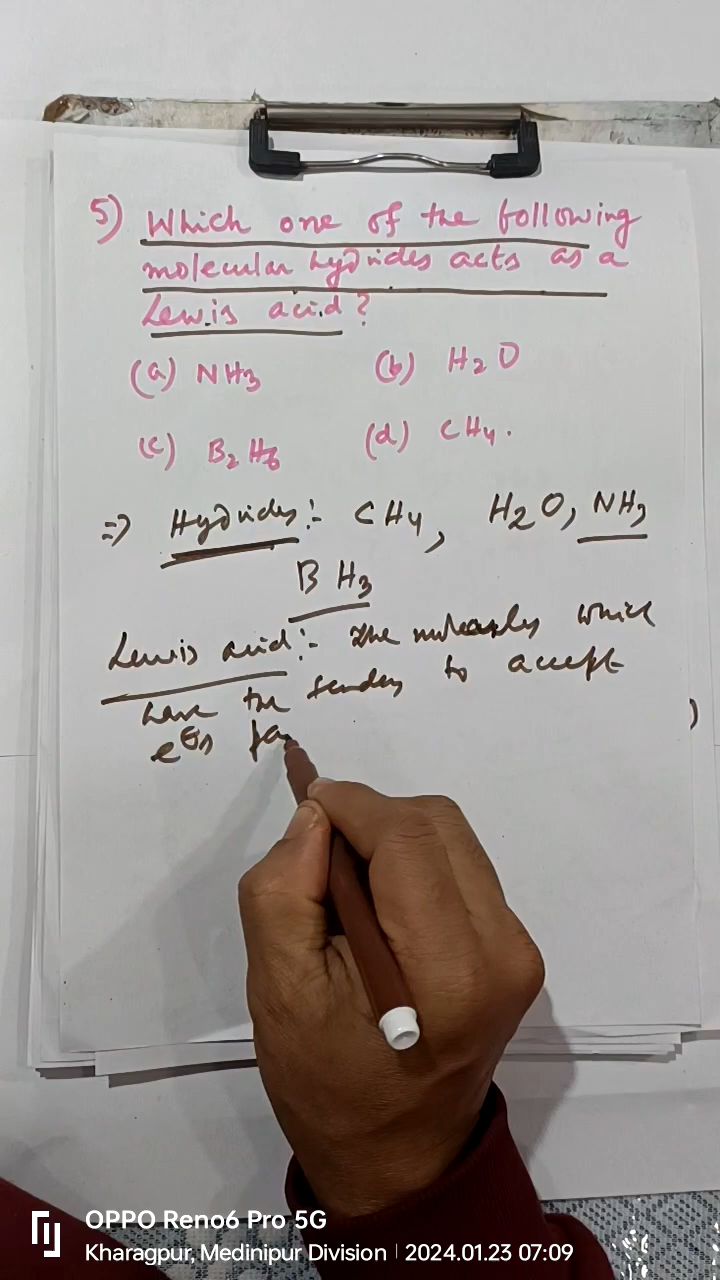 5) Which one of the following
molecular hydrides acts as a
Lewis acid?
(a) NH3 (b) H2O
(c) B2H6 (d) CH4.
=> Hydrides:- CH4, H2O, NH3
BH3
Lewis acid:- The which
have the to accept
e⊖s pa
)
OPPO Reno6 Pro 5G
Kharagpur, Medinipur Division | 2024.01.23 07:09